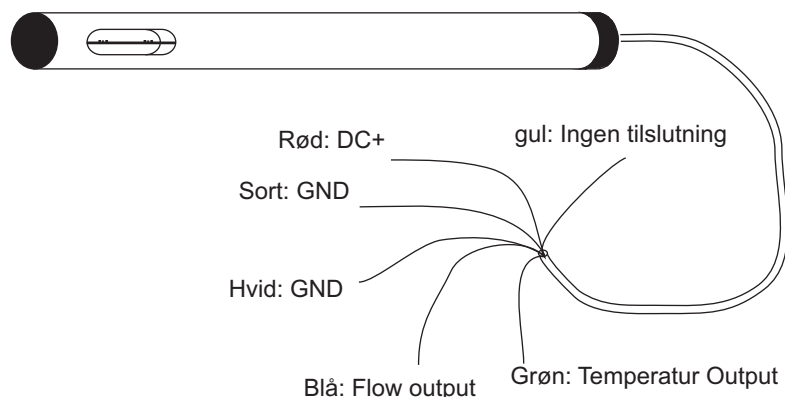 Rød: DC+
gul: Ingen tilslutning
Sort: GND
Hvid: GND
Blå: Flow output
Grøn: Temperatur Output